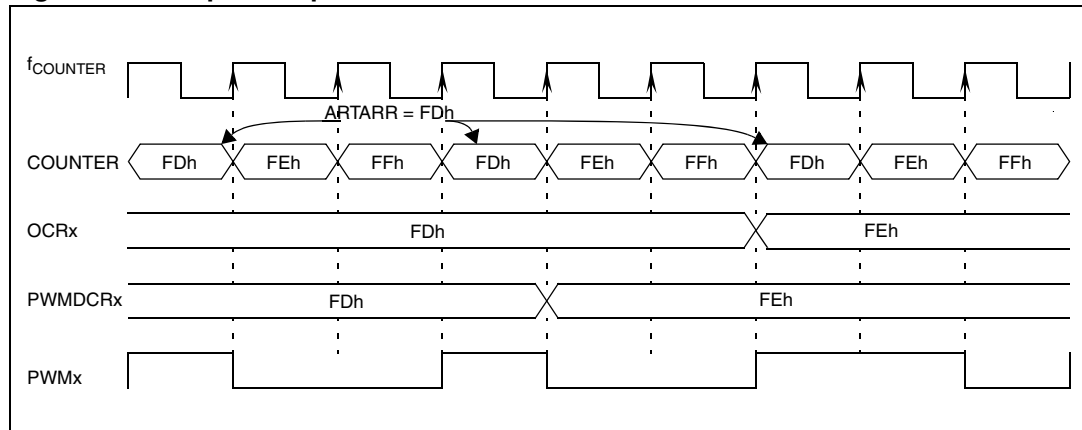 fCOUNTER
ARTARR = FDh
COUNTER FDh FEh FFh FDh FEh FFh FDh FEh FFh
OCRx FDh FEh
PWMDCRx FDh FEh
PWMx